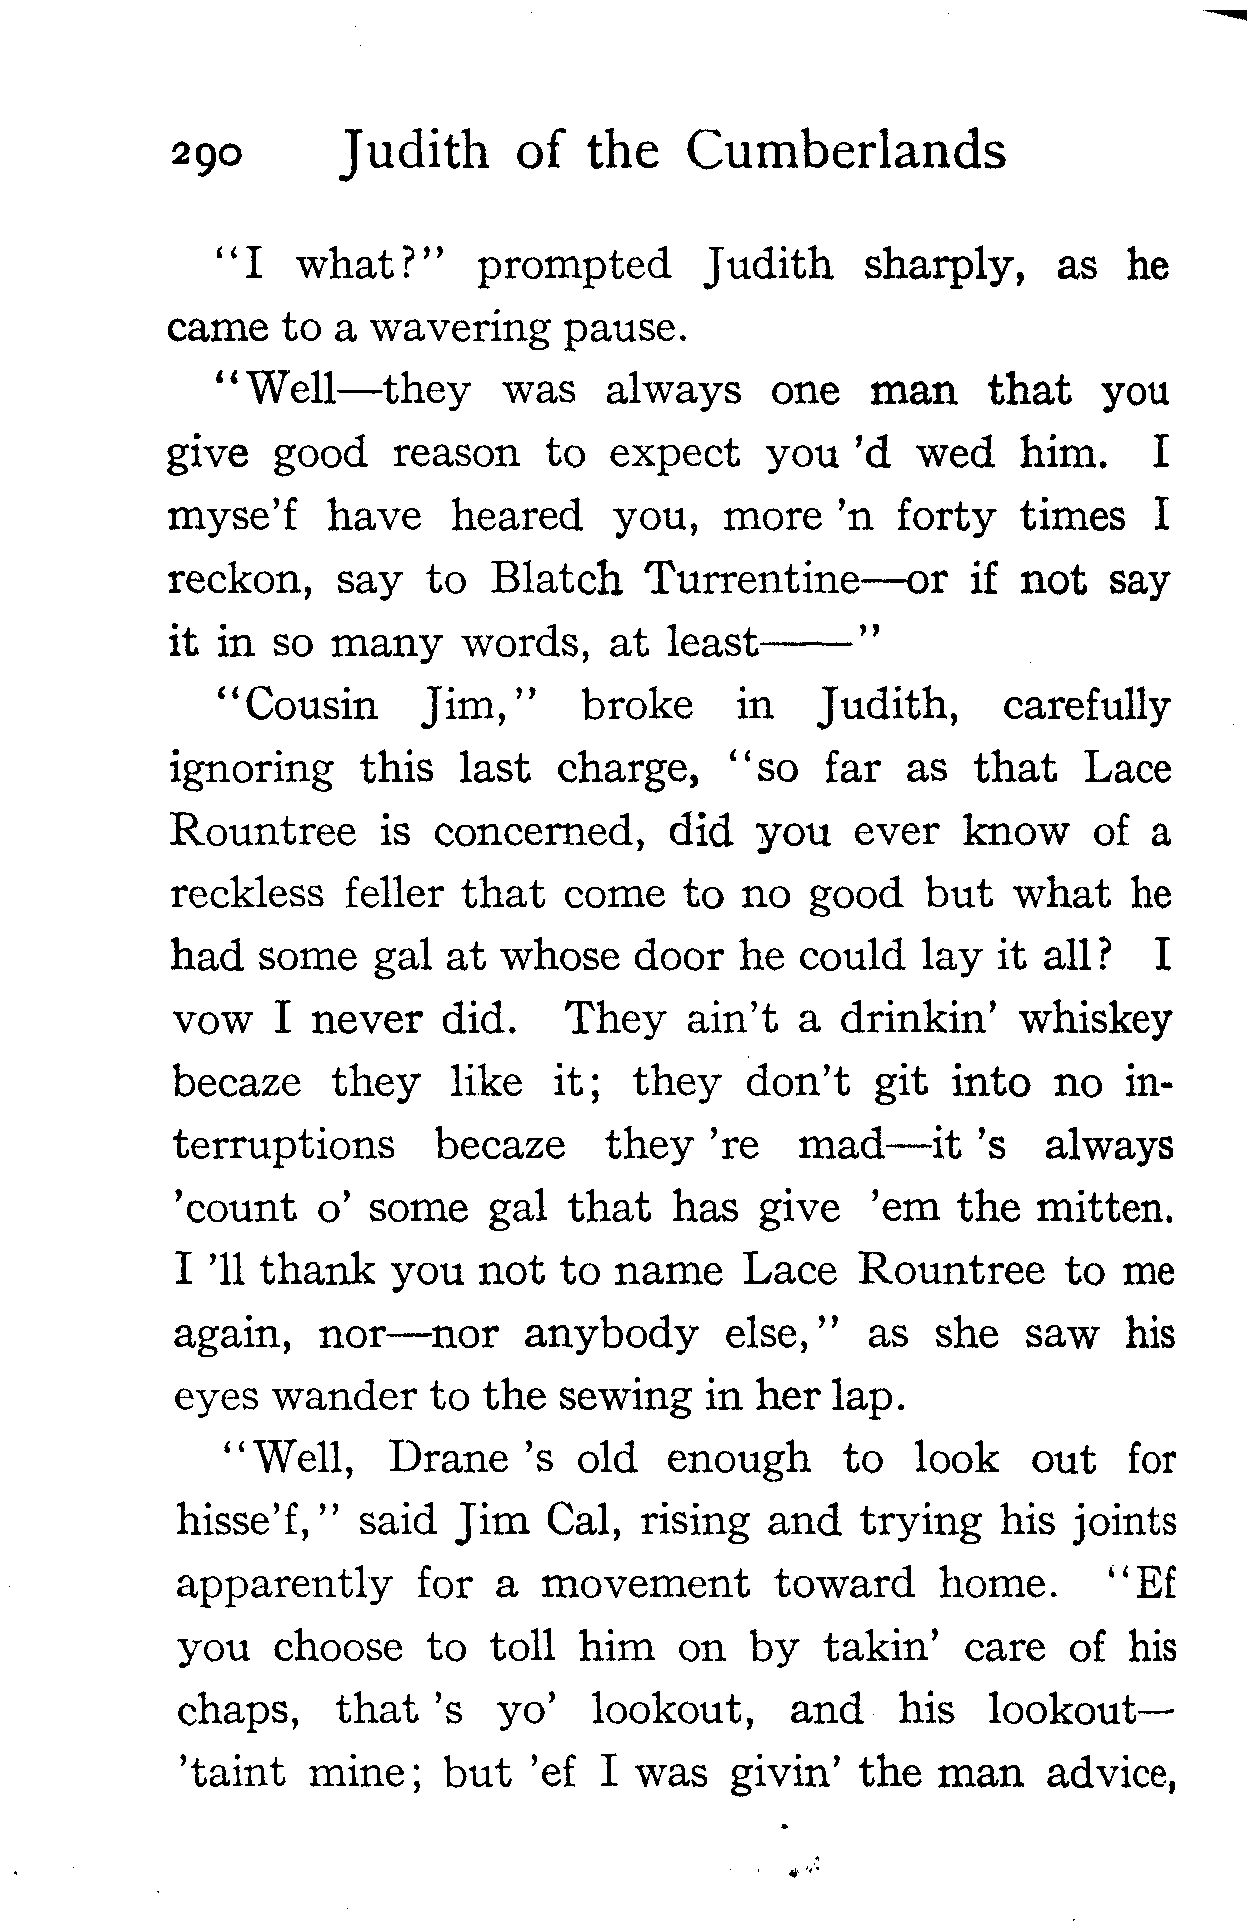 290 Judith of the Cumberlands
"I what?" prompted Judith sharply, as he
came to a wavering pause.
"Well—they was always one man that you
give good reason to expect you 'd wed him. I
myse'f have heared you, more 'n forty times I
reckon, say to Blatch Turrentine—or if not say
it in so many words, at least——"
"Cousin Jim," broke in Judith, carefully
ignoring this last charge, "so far as that Lace
Rountree is concerned, did you ever know of a
reckless feller that come to no good but what he
had some gal at whose door he could lay it all? I
vow I never did. They ain't a drinkin' whiskey
becaze they like it; they don't git into no in-
terruptions becaze they 're mad—it 's always
'count o' some gal that has give 'em the mitten.
I 'll thank you not to name Lace Rountree to me
again, nor—nor anybody else," as she saw his
eyes wander to the sewing in her lap.
"Well, Drane 's old enough to look out for
hisse'f," said Jim Cal, rising and trying his joints
apparently for a movement toward home. "Ef
you choose to toll him on by takin' care of his
chaps, that 's yo' lookout, and his lookout—
'taint mine; but 'ef I was givin' the man advice,